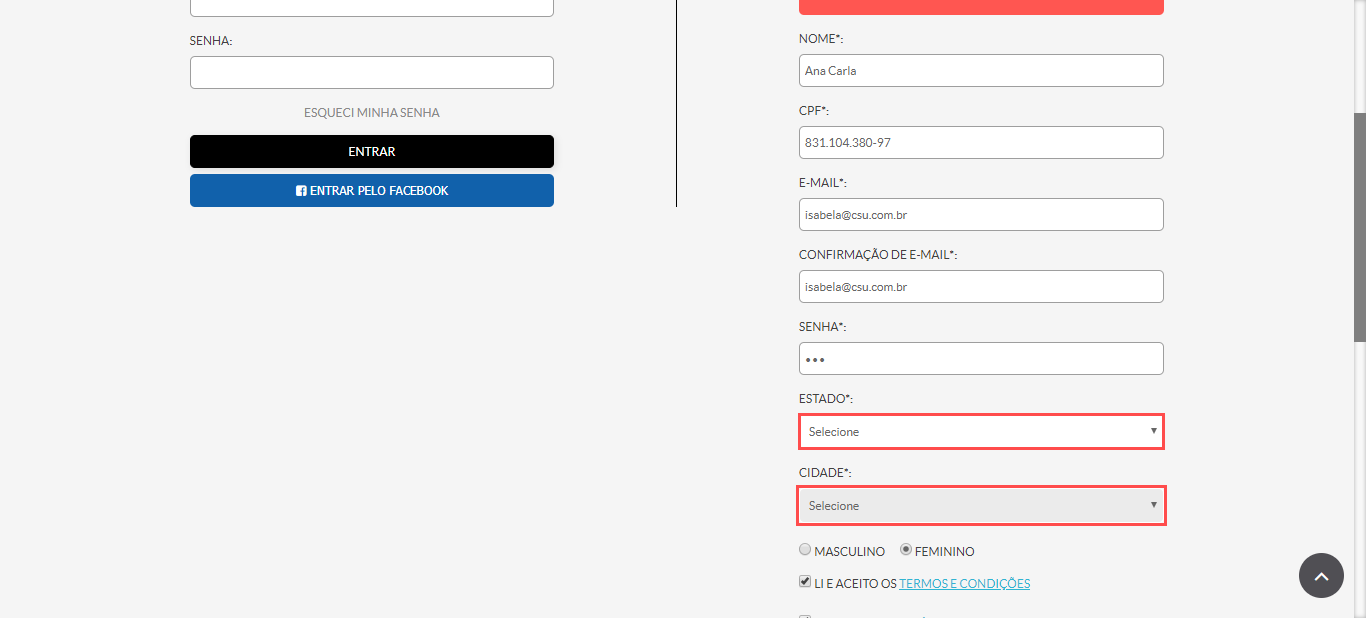 SENHA:
ESQUECI MINHA SENHA
ENTRAR
ENTRAR PELO FACEBOOK
NOME*:
Ana Carla
CPF*:
831.104.380-97
E-MAIL*:
isabela@csu.com.br
CONFIRMAÇÃO DE E-MAIL*:
isabela@csu.com.br
SENHA*:
•••
ESTADO*:
Selecione
CIDADE*:
Selecione
MASCULINO FEMININO
LI E ACEITO OS TERMOS E CONDIÇÕES